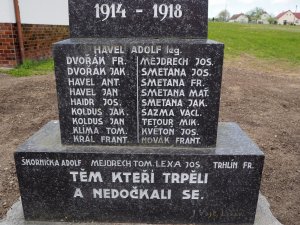 1914 - 1918
HAVEL ADOLF leg.
DVOŘÁK FR. MEJDRECH JOS.
DVOŘÁK JAK. SMETANA JOS.
HAVEL ANT. SMETANA FR.
HAVEL JAN SMETANA MAT.
HAIDR JOS. SMETANA JAK.
KOLDUS JAK. SAZMA VÁCL.
KOLDUS JAN TETOUR MIK.
KLÍMA TOM. KVĚTOŇ JOS.
KRÁL FRANT. NOVÁK FRANT.
ŠKORNIČKA ADOLF, MEJDRECH TOM. LEXA JOS. TRHLÍN FR.
TĚM KTEŘÍ TRPĚLI
A NEDOČKALI SE.